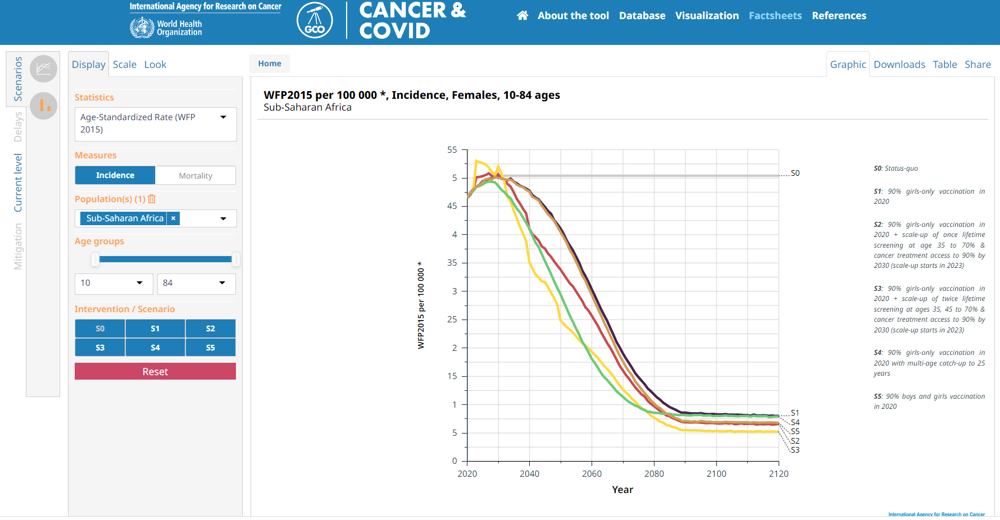 International Agency for Research on Cancer
World Health
Organization
GCO
CANCER &
COVID
About the tool
Database
Visualization
Factsheets
References
Scenarios
Delays
Current level
Mitigation
Display
Scale
Look
Statistics
Age-Standardized Rate (WFP
2015)
Measures
Incidence
Mortality
Population(s) (1)
Sub-Saharan Africa ×
Age groups
10
84
Intervention / Scenario
S0
S1
S2
S3
S4
S5
Reset
Home
Graphic
Downloads
Table
Share
WFP2015 per 100 000 *, Incidence, Females, 10-84 ages
Sub-Saharan Africa
WFP2015 per 100 000 *
55
5
45
4
35
3
25
2
15
1
5
0
2020
2040
2060
2080
2100
2120
Year
S0
S1
S4
S5
S2
S3
S0: Status-quo
S1: 90% girls-only vaccination in
2020
S2: 90% girls-only vaccination in
2020 + scale-up of once lifetime
screening at age 35 to 70% &
cancer treatment access to 90% by
2030 (scale-up starts in 2023)
S3: 90% girls-only vaccination in
2020 + scale-up of twice lifetime
screening at ages 35, 45 to 70% &
cancer treatment access to 90% by
2030 (scale-up starts in 2023)
S4: 90% girls-only vaccination in
2020 with multi-age catch-up to 25
years
S5: 90% boys and girls vaccination
in 2020
International Agency for Research on Cancer